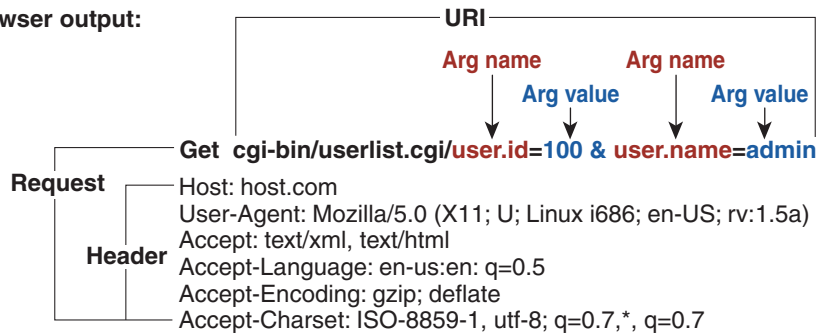 wser output:
URI
Arg name Arg name
Arg value Arg value
Get cgi-bin/userlist.cgi/user.id=100 & user.name=admin
Request
Host: host.com
User-Agent: Mozilla/5.0 (X11; U; Linux i686; en-US; rv:1.5a)
Accept: text/xml, text/html
Header
Accept-Language: en-us:en: q=0.5
Accept-Encoding: gzip; deflate
Accept-Charset: ISO-8859-1, utf-8; q=0.7,*, q=0.7